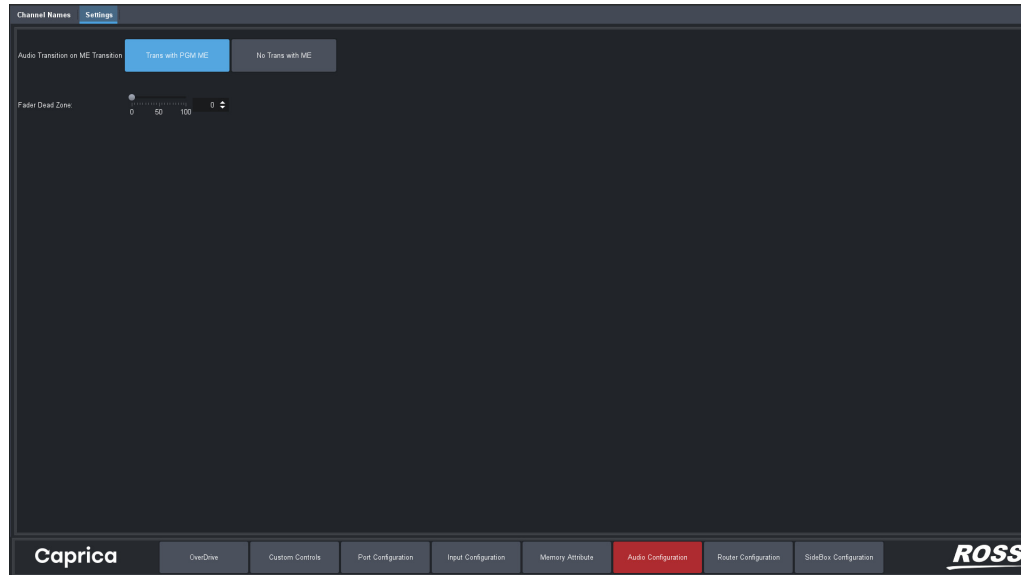 Channel Names Settings
Audio Transition on ME Transition Trans with PGM ME No Trans with ME
Fader Dead Zone: 0
0 50 100
Caprica OverDrive Custom Controls Port Configuration Input Configuration Memory Attribute Audio Configuration Router Configuration SideBox Configuration ROSS